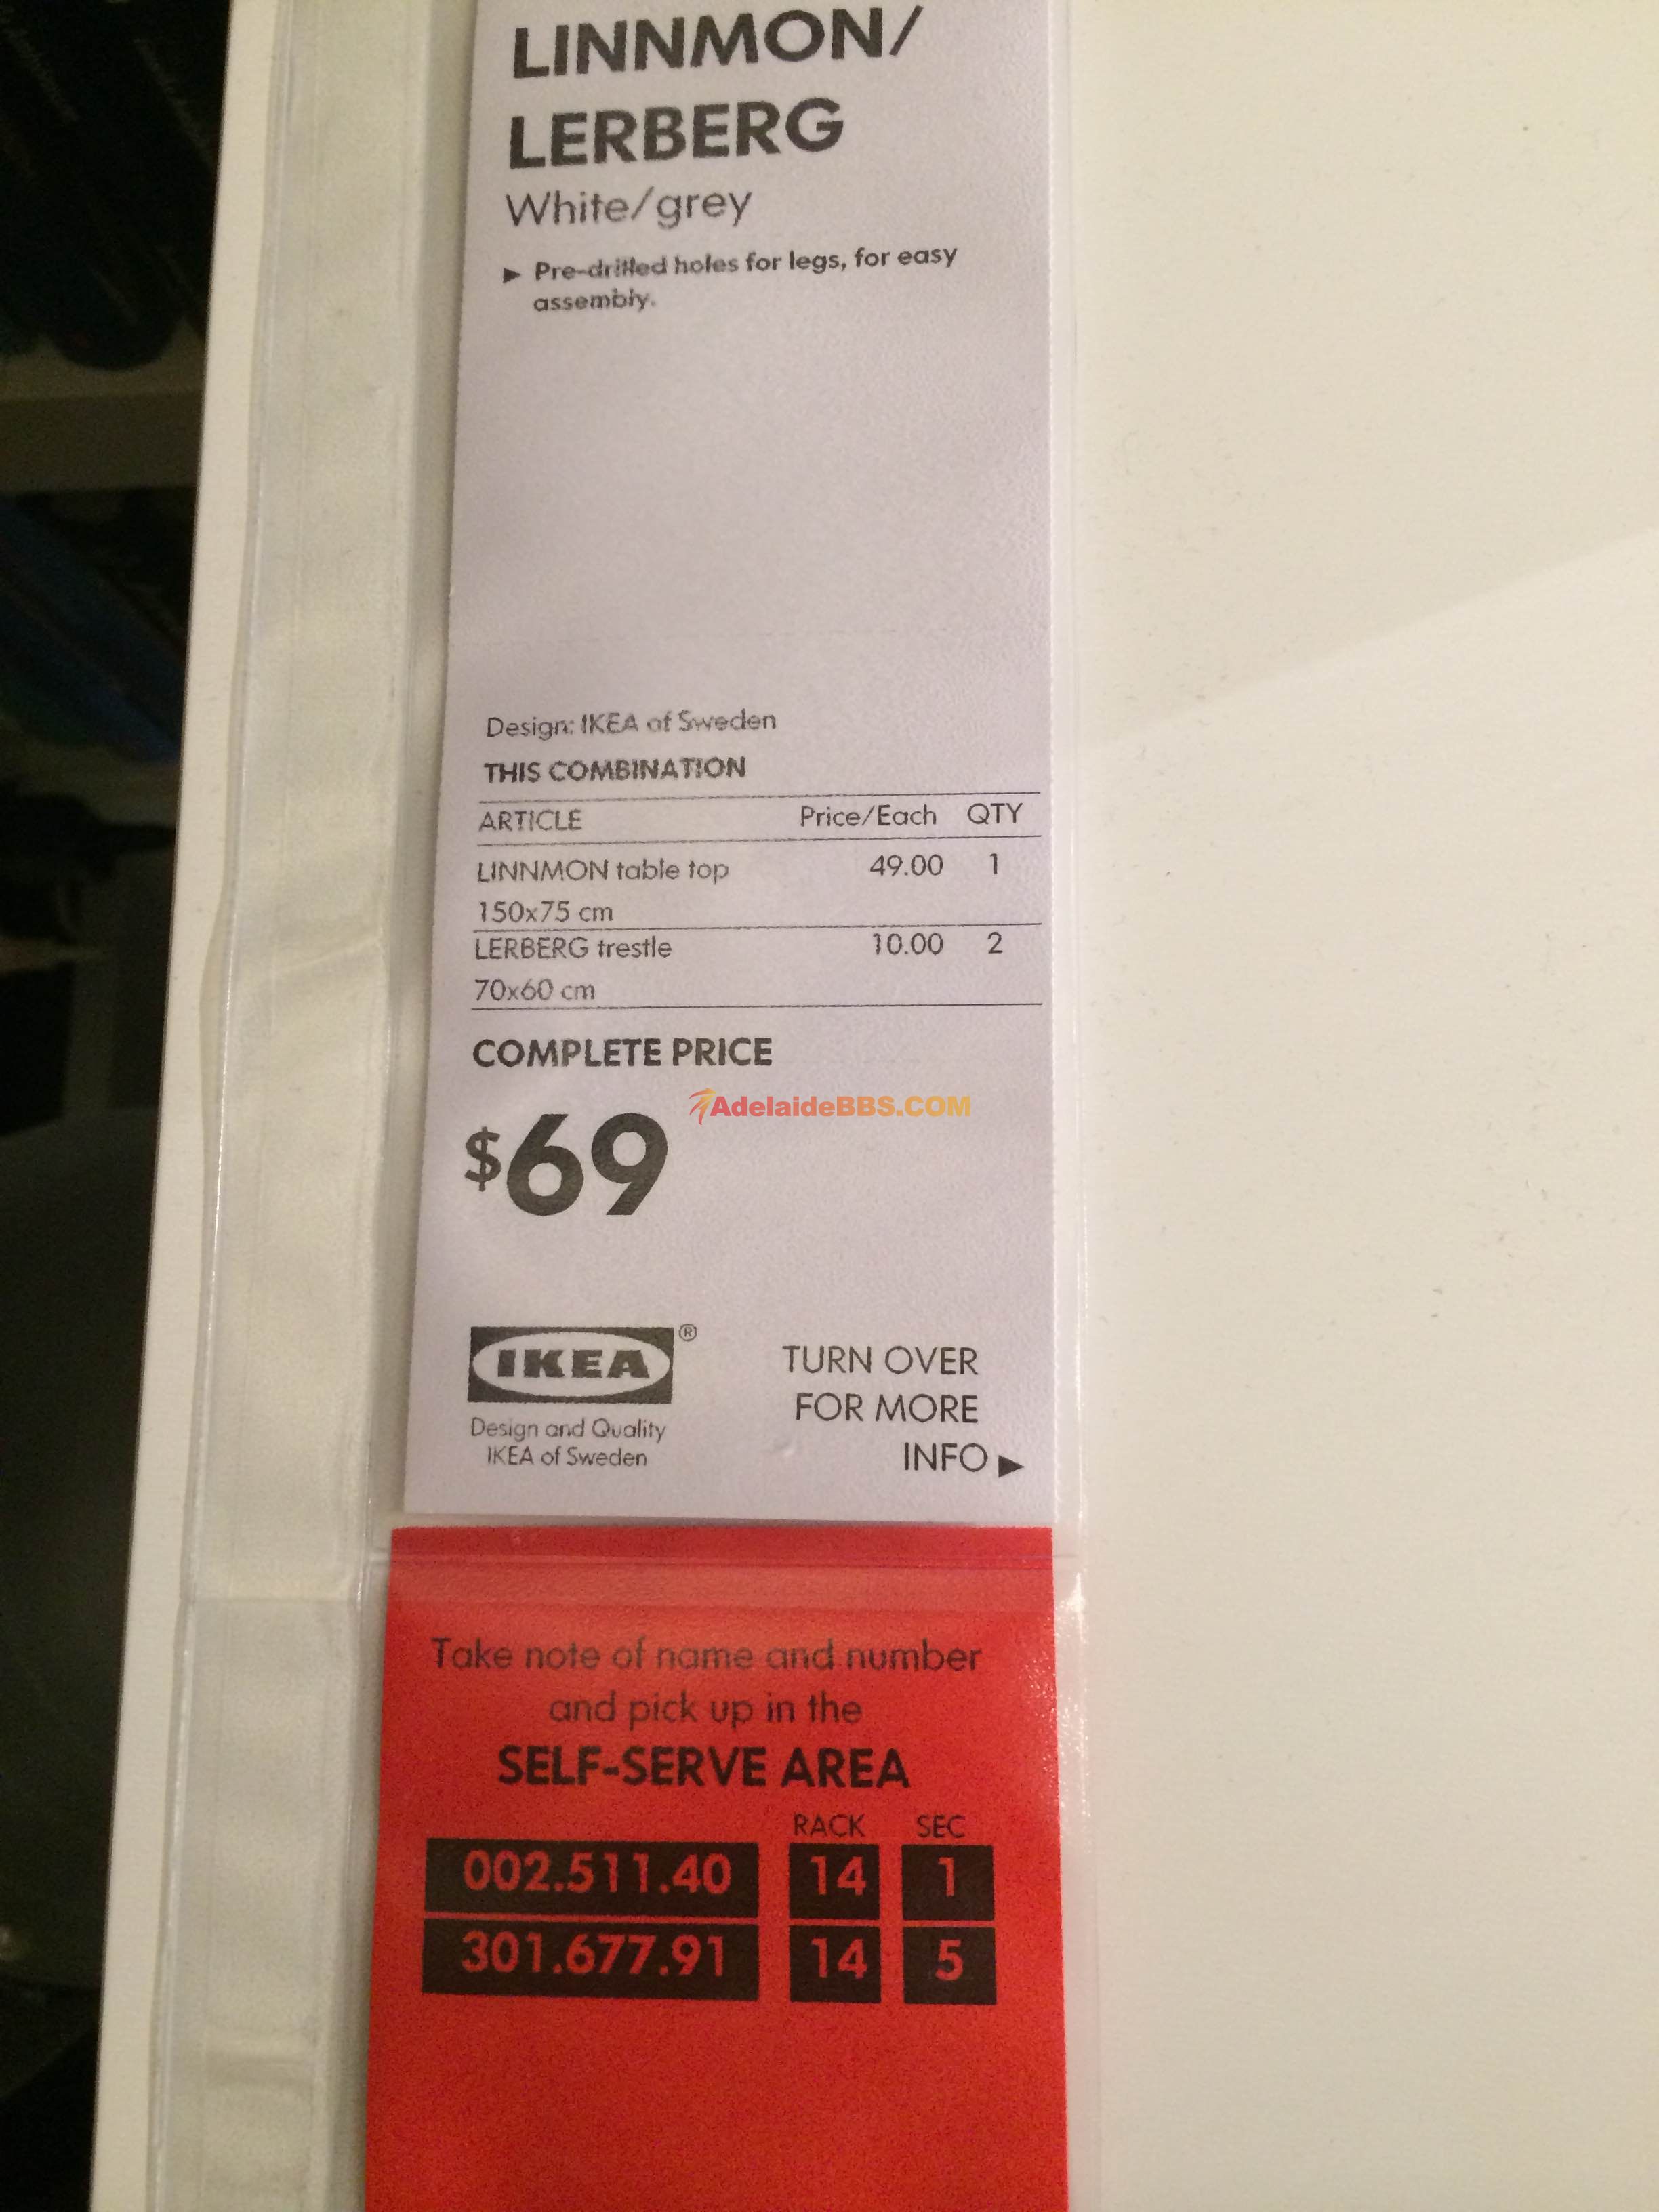 LINNMON/
LERBERG
White/grey
▶ Pre-drilled holes for legs, for easy
assembly.
Design: IKEA of Sweden
THIS COMBINATION
ARTICLE Price/Each QTY
LINNMON table top 49.00 1
150x75 cm
LERBERG trestle 10.00 2
70x60 cm
COMPLETE PRICE
AdelaideBBS.COM
$69
IKEA®
Design and Quality
IKEA of Sweden
TURN OVER
FOR MORE
INFO ▶
Take note of name and number
and pick up in the
SELF-SERVE AREA
RACK SEC
002.511.40 14 1
301.677.91 14 5